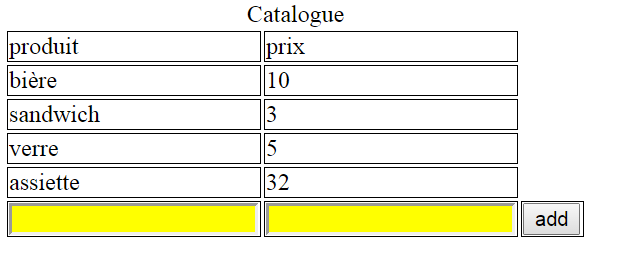 Catalogue
produit prix
bière 10
sandwich 3
verre 5
assiette 32
add